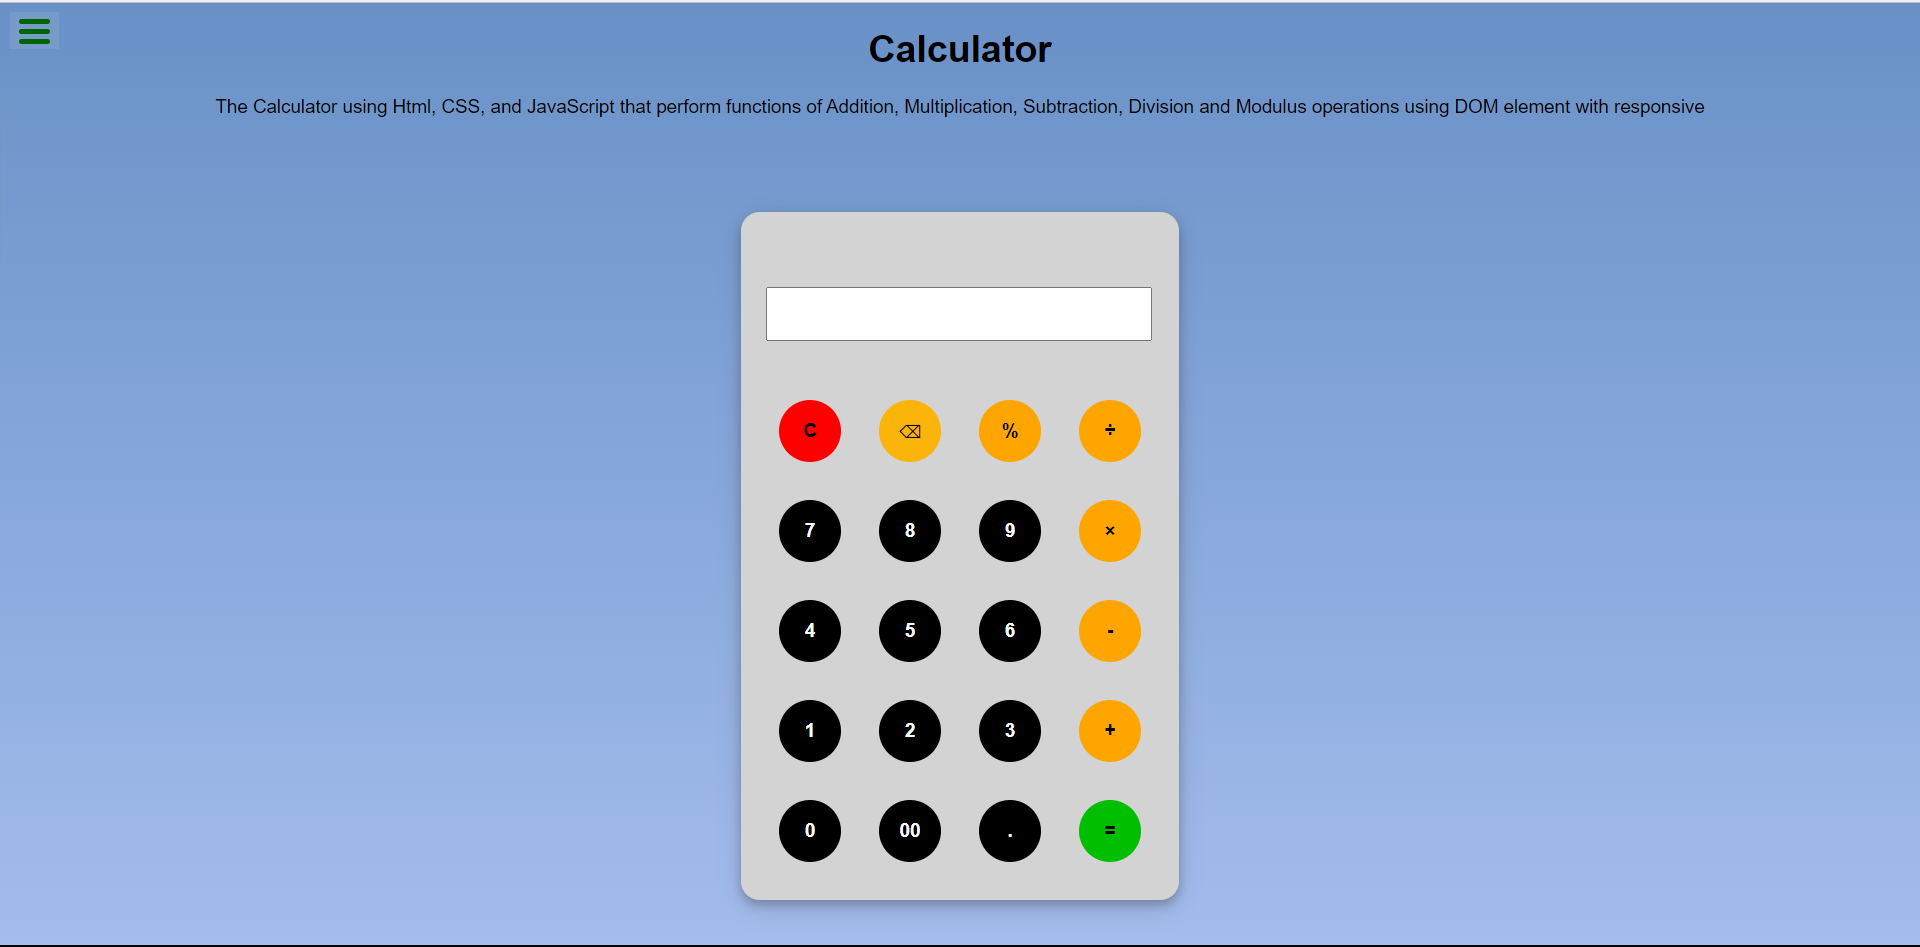 Calculator
The Calculator using Html, CSS, and JavaScript that perform functions of Addition, Multiplication, Subtraction, Division and Modulus operations using DOM element with responsive
C ⌫ % ÷
7 8 9 ×
4 5 6 -
1 2 3 +
0 00 . =